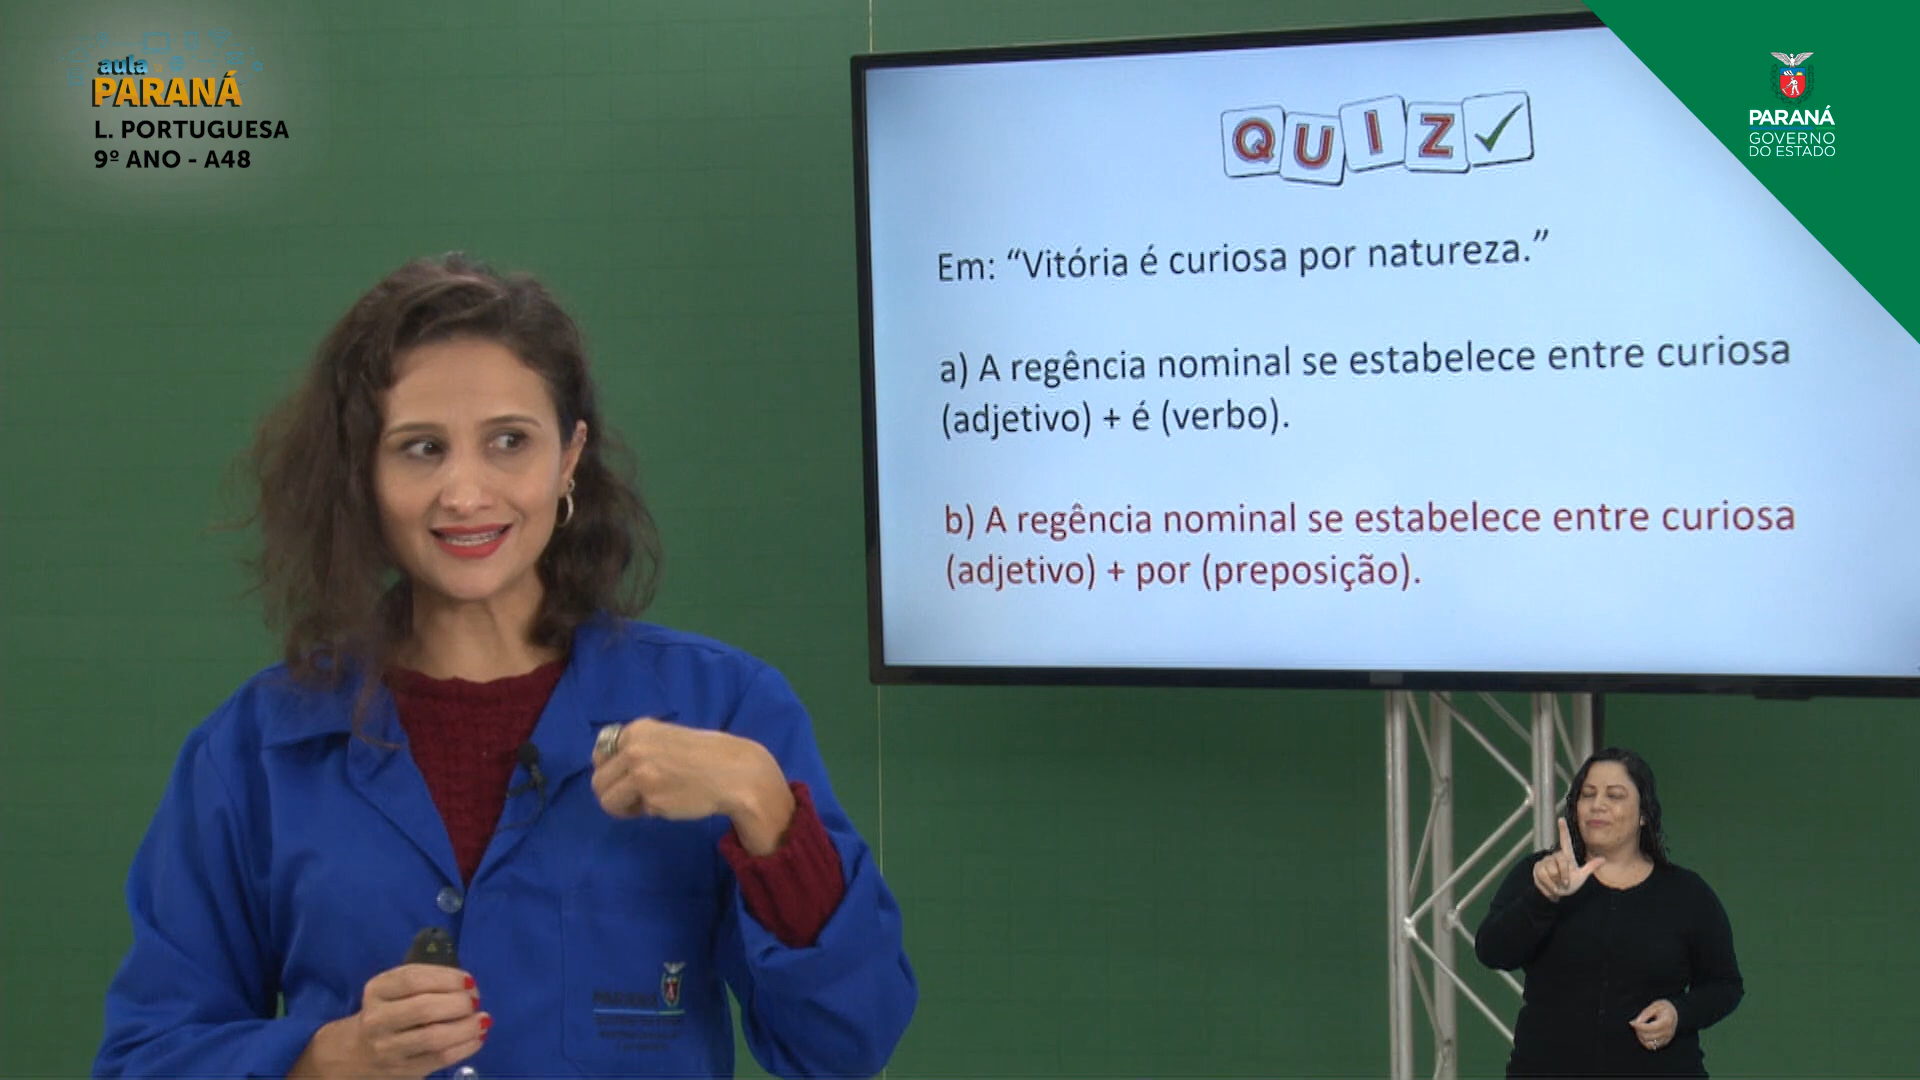 aula
PARANÁ
L. PORTUGUESA
9º ANO - A48
QUIZ
Em: “Vitória é curiosa por natureza.”
a) A regência nominal se estabelece entre curiosa
(adjetivo) + é (verbo).
b) A regência nominal se estabelece entre curiosa
(adjetivo) + por (preposição).
PARANÁ
GOVERNO
DO ESTADO
PARANÁ